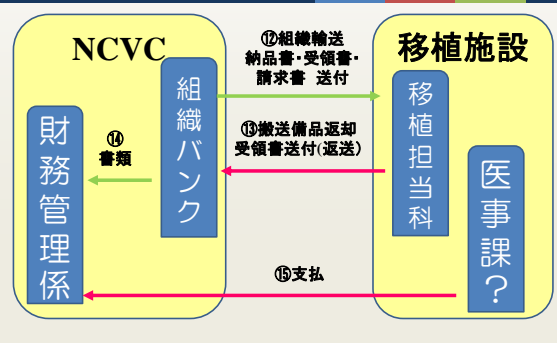 NCVC
⑫組織輸送
納品書・受領書・
請求書 送付
移植施設
組織バンク
移植担当科
財務管理係
⑭
書類
⑬搬送備品返却
受領書送付(返送)
医事課？
⑮支払